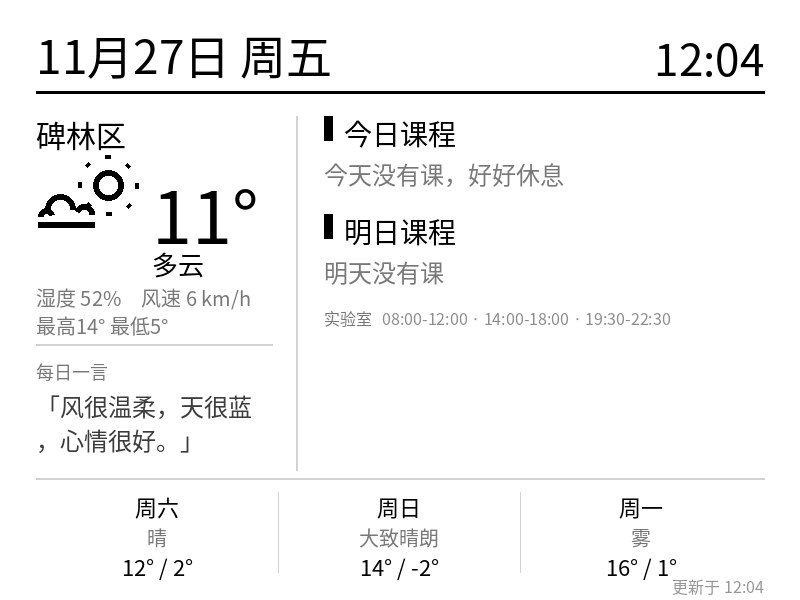 11月27日 周五
12:04
碑林区
11°
多云
湿度 52% 风速 6 km/h
最高14° 最低5°
每日一言
「风很温柔，天很蓝
，心情很好。」
今日课程
今天没有课，好好休息
明日课程
明天没有课
实验室 08:00-12:00 · 14:00-18:00 · 19:30-22:30
周六
晴
12° / 2°
周日
大致晴朗
14° / -2°
周一
雾
16° / 1°
更新于 12:04